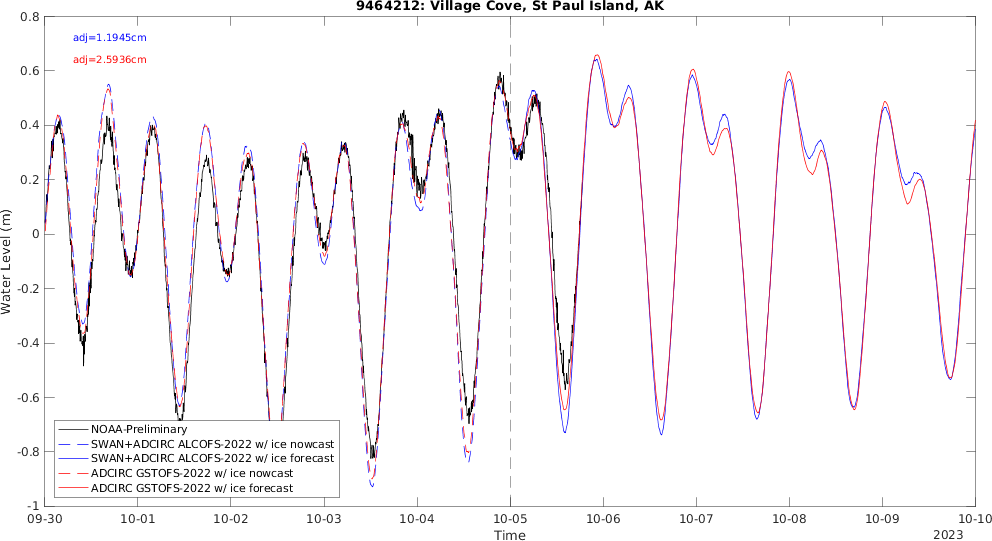 9464212: Village Cove, St Paul Island, AK
0.8
adj=1.1945cm
adj=2.5936cm
0.6
0.4
0.2
0
-0.2
-0.4
-0.6
-0.8
-1
Water Level (m)
NOAA-Preliminary
SWAN+ADCIRC ALCOFS-2022 w/ ice nowcast
SWAN+ADCIRC ALCOFS-2022 w/ ice forecast
ADCIRC GSTOFS-2022 w/ ice nowcast
ADCIRC GSTOFS-2022 w/ ice forecast
09-30 10-01 10-02 10-03 10-04 10-05 10-06 10-07 10-08 10-09 10-10
Time
2023